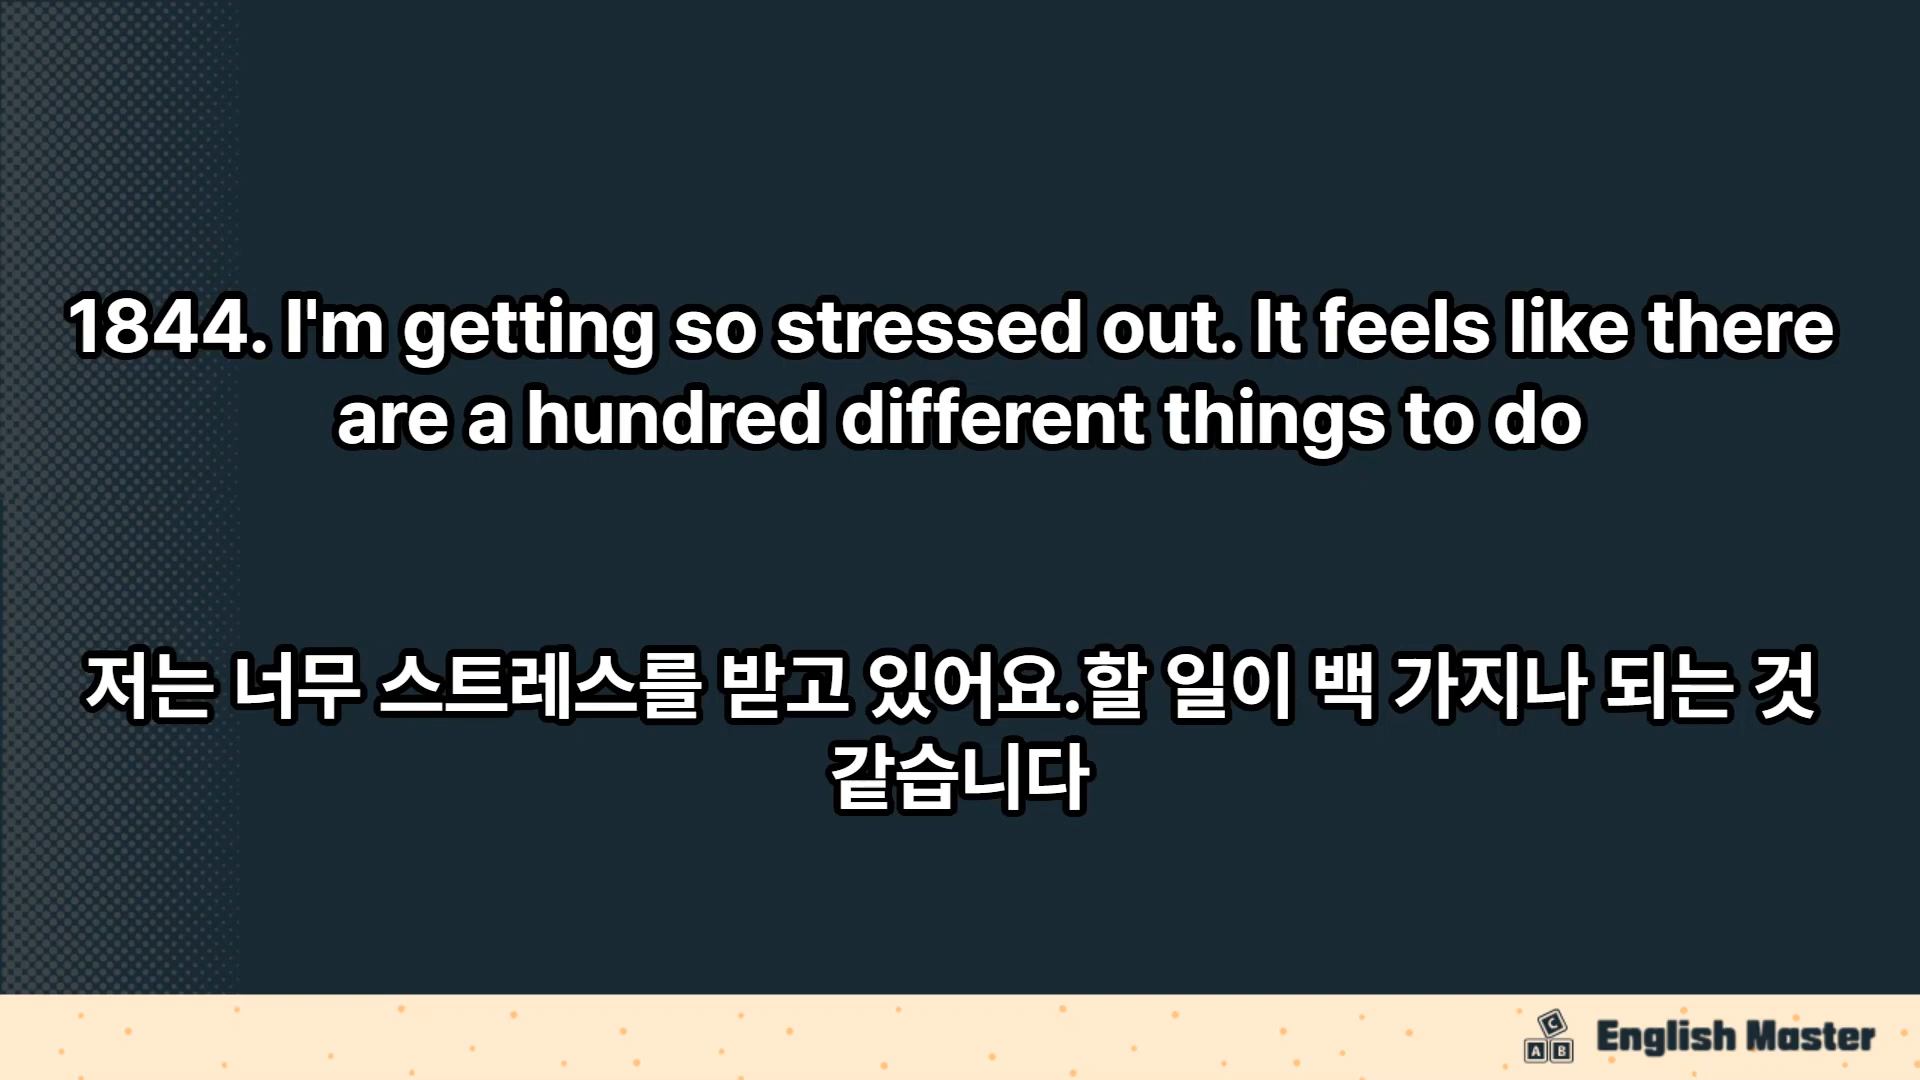 1844. I'm getting so stressed out. It feels like there
are a hundred different things to do
저는 너무 스트레스를 받고 있어요.할 일이 백 가지나 되는 것
같습니다
C
A B
English Master